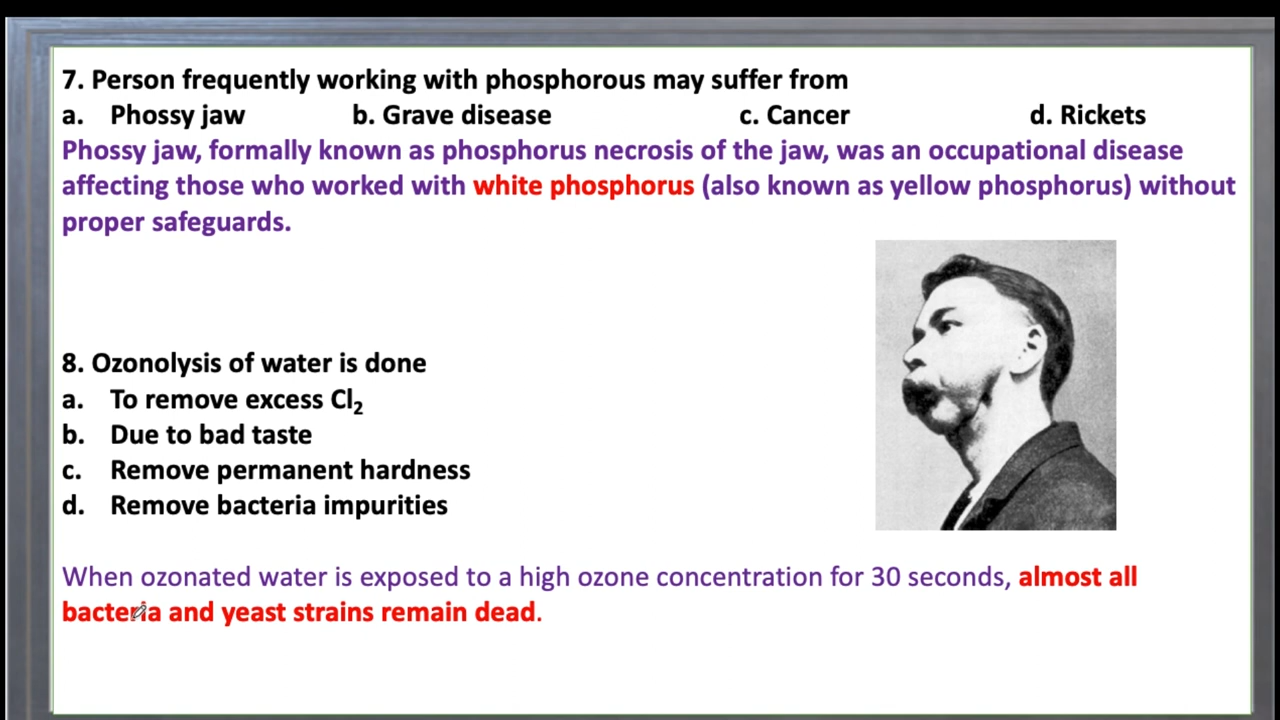 7. Person frequently working with phosphorous may suffer from
a. Phossy jaw b. Grave disease c. Cancer d. Rickets
Phossy jaw, formally known as phosphorus necrosis of the jaw, was an occupational disease
affecting those who worked with white phosphorus (also known as yellow phosphorus) without
proper safeguards.
8. Ozonolysis of water is done
a. To remove excess Cl₂
b. Due to bad taste
c. Remove permanent hardness
d. Remove bacteria impurities
When ozonated water is exposed to a high ozone concentration for 30 seconds, almost all
bacteria and yeast strains remain dead.